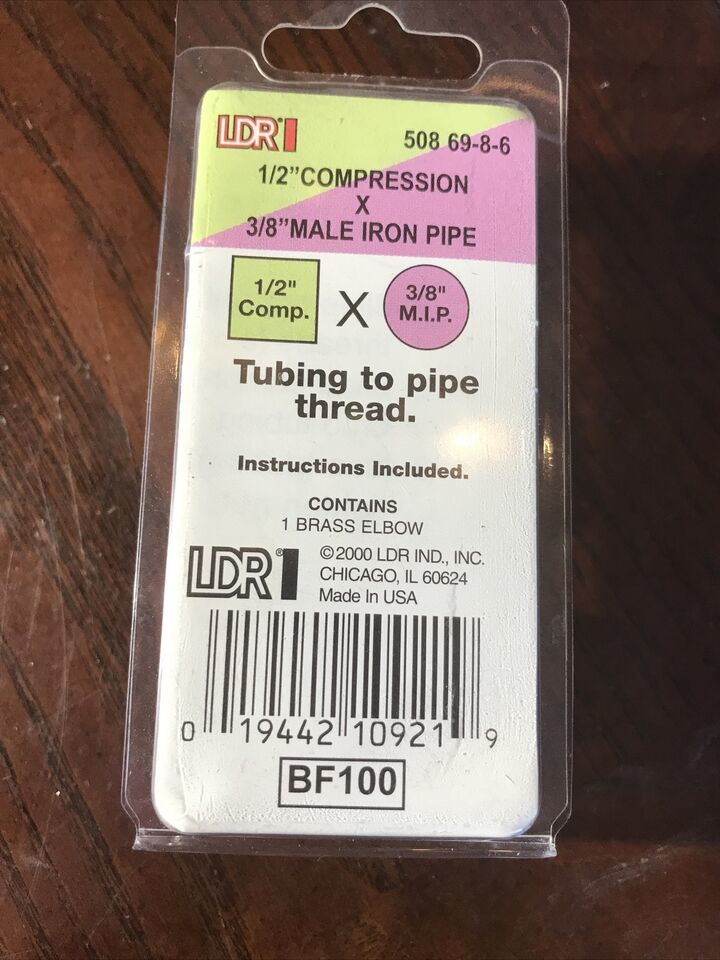 LDR®
508 69-8-6
1/2”COMPRESSION
X
3/8”MALE IRON PIPE
1/2"
Comp.
X
3/8"
M.I.P.
Tubing to pipe
thread.
Instructions Included.
CONTAINS
1 BRASS ELBOW
LDR®
©2000 LDR IND., INC.
CHICAGO, IL 60624
Made In USA
0 19442 10921 9
BF100